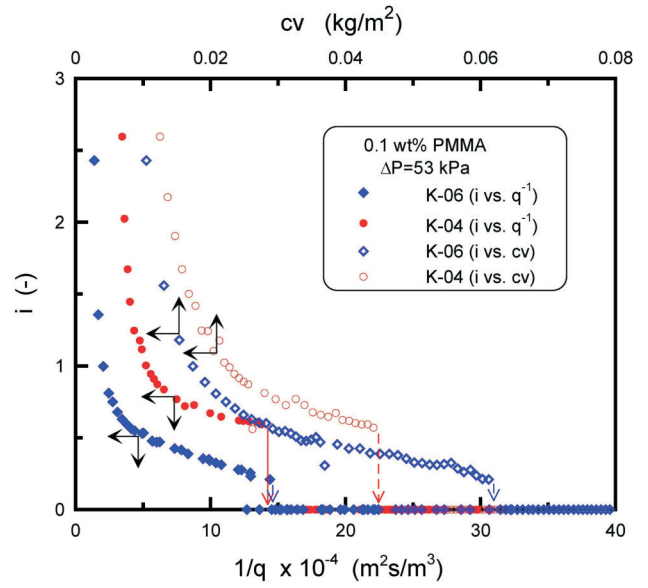 cv (kg/m²)
0 0.02 0.04 0.06 0.08
3
2
1
0
i (-)
0.1 wt% PMMA
ΔP=53 kPa
K-06 (i vs. q⁻¹)
K-04 (i vs. q⁻¹)
K-06 (i vs. cv)
K-04 (i vs. cv)
0 10 20 30 40
1/q x 10⁻⁴ (m²s/m³)